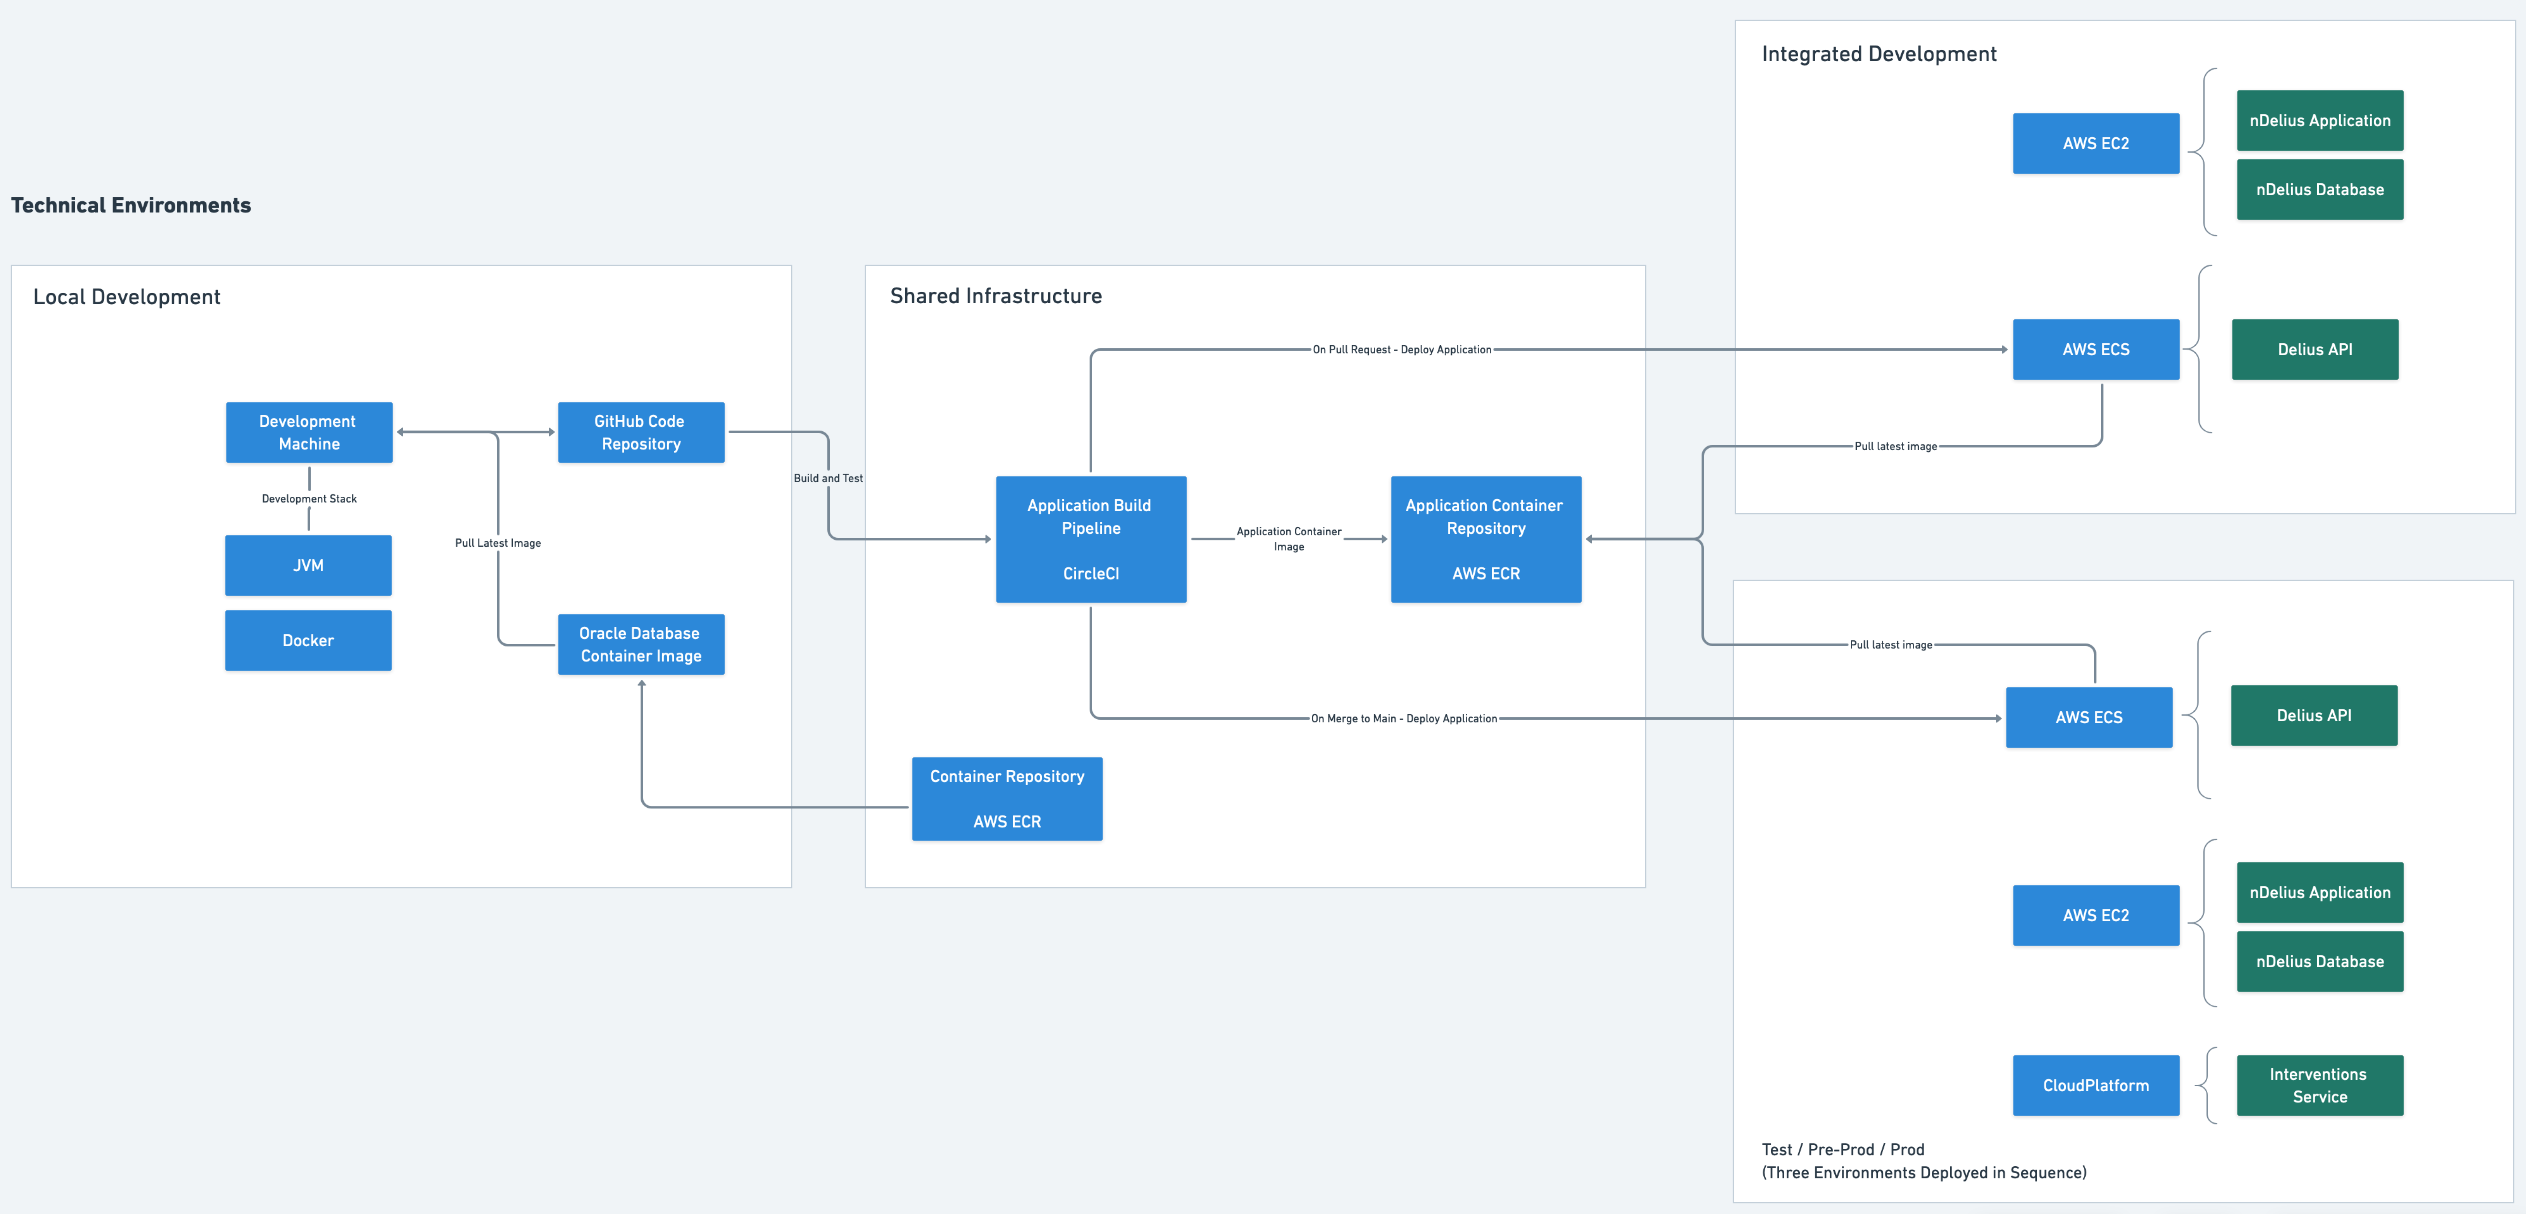 Technical Environments
Local Development
Development
Machine
GitHub Code
Repository
Development Stack
JVM
Docker
Pull Latest Image
Oracle Database
Container Image
Build and Test
Shared Infrastructure
On Pull Request - Deploy Application
Application Build
Pipeline
CircleCI
Application Container
Image
Application Container
Repository
AWS ECR
On Merge to Main - Deploy Application
Container Repository
AWS ECR
Integrated Development
AWS EC2
nDelius Application
nDelius Database
AWS ECS
Delius API
Pull latest image
Pull latest image
AWS ECS
Delius API
AWS EC2
nDelius Application
nDelius Database
CloudPlatform
Interventions
Service
Test / Pre-Prod / Prod
(Three Environments Deployed in Sequence)